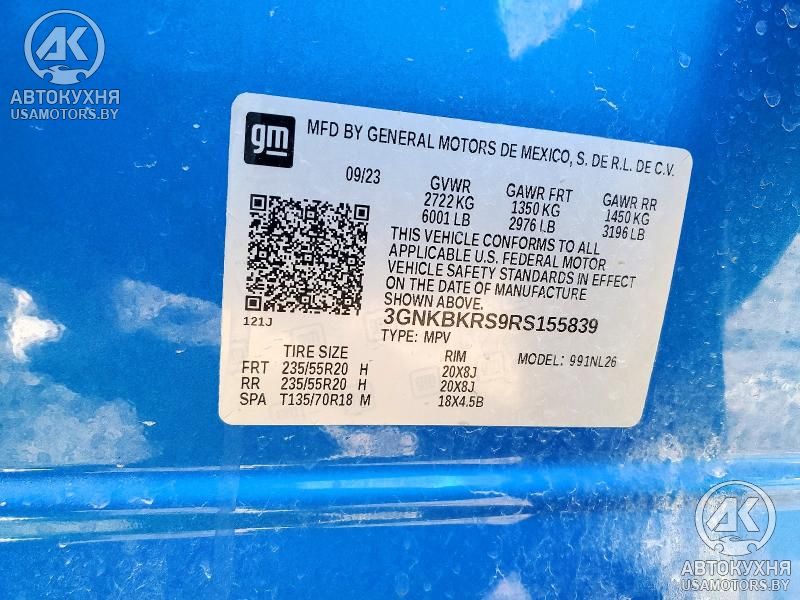 AK
АВТОКУХНЯ
USAMOTORS.BY
gm
MFD BY GENERAL MOTORS DE MEXICO, S. DE R.L. DE C.V.
09/23 GVWR GAWR FRT GAWR RR
2722 KG 1350 KG 1450 KG
6001 LB 2976 LB 3196 LB
THIS VEHICLE CONFORMS TO ALL
APPLICABLE U.S. FEDERAL MOTOR
VEHICLE SAFETY STANDARDS IN EFFECT
ON THE DATE OF MANUFACTURE
SHOWN ABOVE.
121J 3GNKBKRS9RS155839
TYPE: MPV MODEL: 991NL26
TIRE SIZE RIM
FRT 235/55R20 H 20X8J
RR 235/55R20 H 20X8J
SPA T135/70R18 M 18X4.5B
AK
АВТОКУХНЯ
USAMOTORS.BY